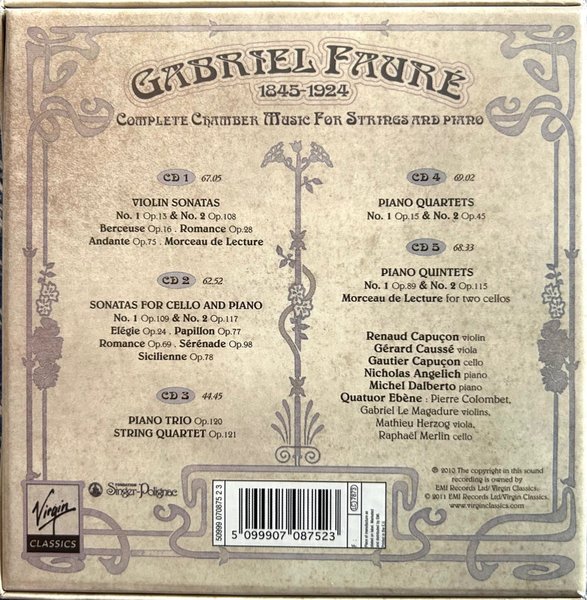 GABRIEL FAURÉ
1845-1924
COMPLETE CHAMBER MUSIC FOR STRINGS AND PIANO
CD 1 67.05
VIOLIN SONATAS
No. 1 Op.13 & No. 2 Op.108
Berceuse Op.16 . Romance Op.28
Andante Op.75 . Morceau de Lecture
CD 2 62.52
SONATAS FOR CELLO AND PIANO
No. 1 Op.109 & No. 2 Op.117
Elégie Op.24 . Papillon Op.77
Romance Op.69 . Sérénade Op.98
Sicilienne Op.78
CD 3 44.45
PIANO TRIO Op.120
STRING QUARTET Op.121
CD 4 69.02
PIANO QUARTETS
No. 1 Op.15 & No. 2 Op.45
CD 5 68.33
PIANO QUINTETS
No. 1 Op.89 & No. 2 Op.115
Morceau de Lecture for two cellos
Renaud Capuçon violin
Gérard Caussé viola
Gautier Capuçon cello
Nicholas Angelich piano
Michel Dalberto piano
Quatuor Ebène : Pierre Colombet,
Gabriel Le Magadure violins,
Mathieu Herzog viola,
Raphaël Merlin cello
℗ 2010 The copyright in this sound
recording is owned by
EMI Records Ltd/ Virgin Classics.
© 2011 EMI Records Ltd/Virgin Classics.
www.virginclassics.com
Virgin
CLASSICS
FONDATION
Singer-Polignac
50999 070875 2 3
5 099907 087523